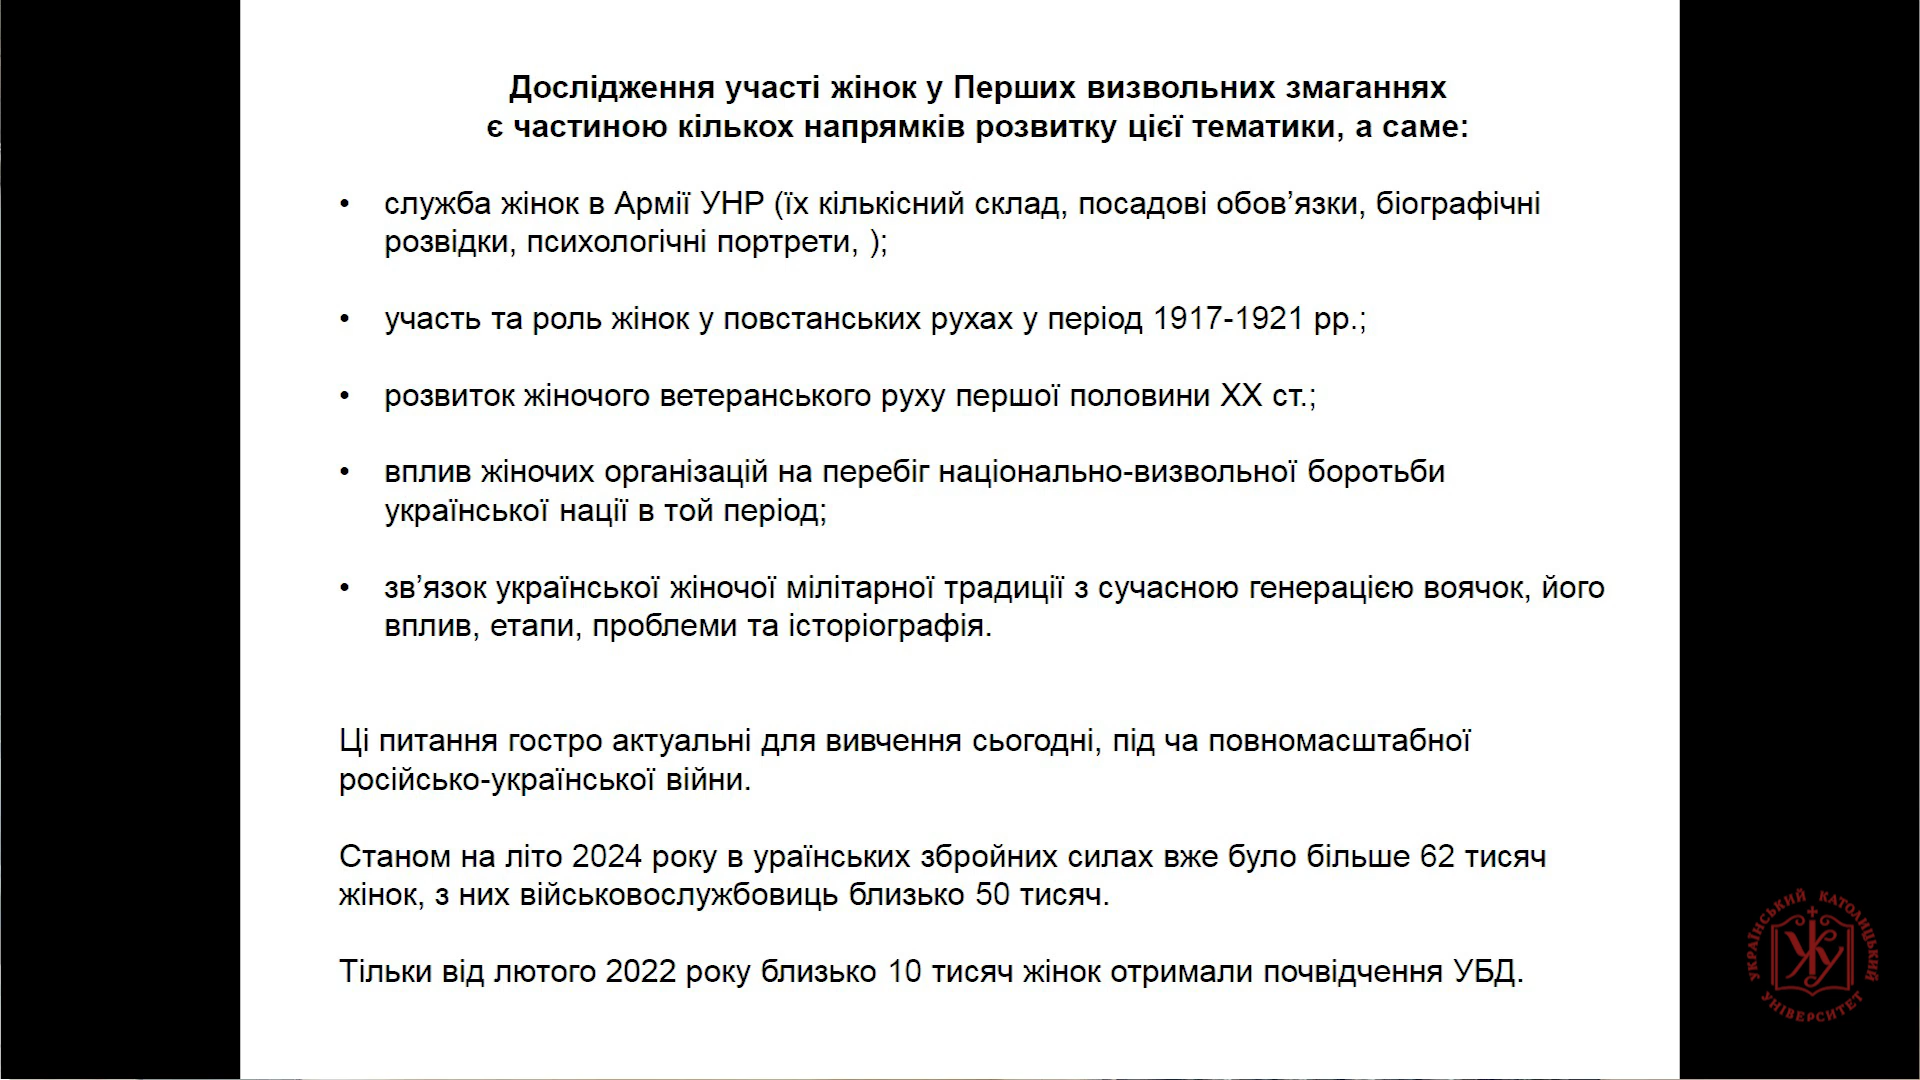 Дослідження участі жінок у Перших визвольних змаганнях
є частиною кількох напрямків розвитку цієї тематики, а саме:
• служба жінок в Армії УНР (їх кількісний склад, посадові обов’язки, біографічні
розвідки, психологічні портрети, );
• участь та роль жінок у повстанських рухах у період 1917-1921 рр.;
• розвиток жіночого ветеранського руху першої половини ХХ ст.;
• вплив жіночих організацій на перебіг національно-визвольної боротьби
української нації в той період;
• зв’язок української жіночої мілітарної традиції з сучасною генерацією воячок, його
вплив, етапи, проблеми та історіографія.
Ці питання гостро актуальні для вивчення сьогодні, під ча повномасштабної
російсько-української війни.
Станом на літо 2024 року в ураїнських збройних силах вже було більше 62 тисяч
жінок, з них військовослужбовиць близько 50 тисяч.
Тільки від лютого 2022 року близько 10 тисяч жінок отримали почвідчення УБД.
УКРАЇНСЬКИЙ КАТОЛИЦЬКИЙ
УКУ
УНІВЕРСИТЕТ